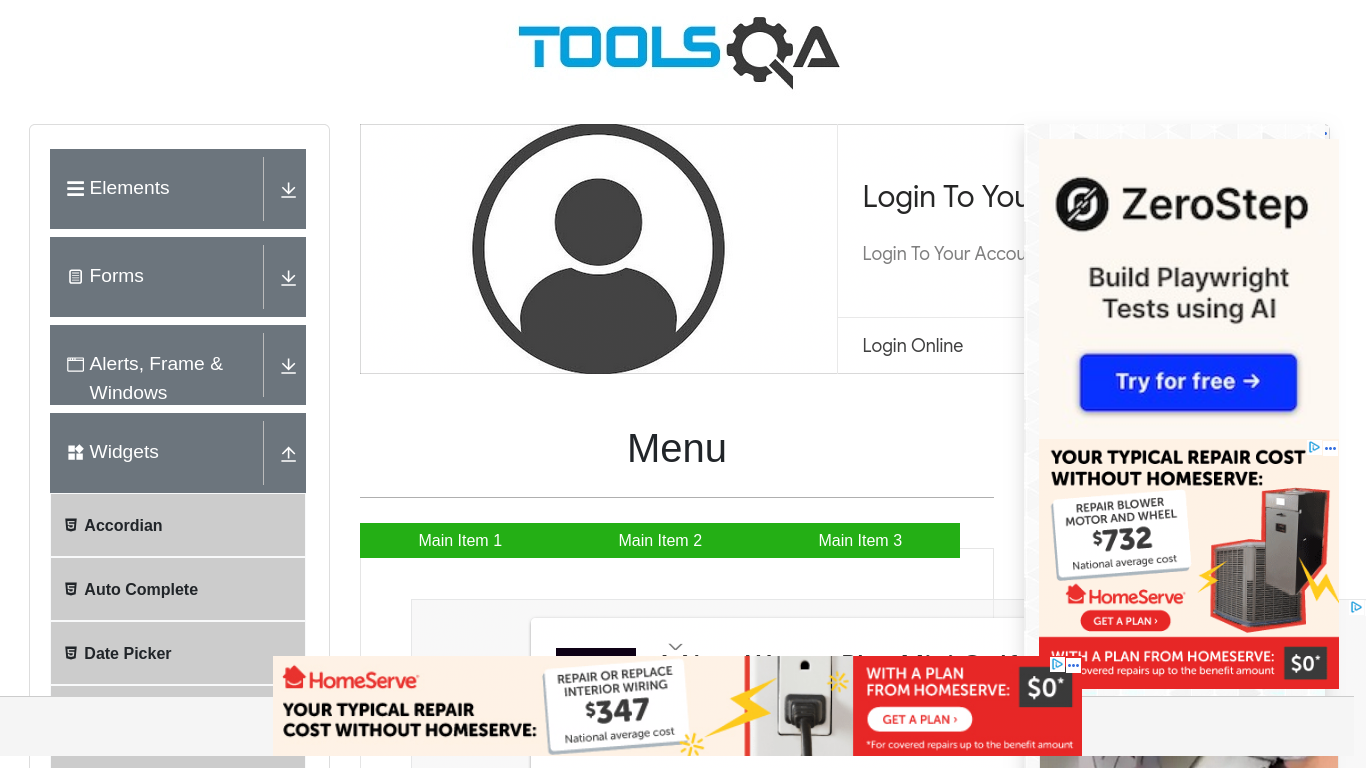 TOOLSQA
Elements
Forms
Alerts, Frame &
Windows
Widgets
Accordian
Auto Complete
Date Picker
Login To You
Login To Your Accou
Login Online
Menu
Main Item 1
Main Item 2
Main Item 3
ZeroStep
Build Playwright
Tests using AI
Try for free →
YOUR TYPICAL REPAIR COST
WITHOUT HOMESERVE:
REPAIR BLOWER
MOTOR AND WHEEL
$732
National average cost
HomeServe
GET A PLAN ›
WITH A PLAN FROM HOMESERVE:
covered repairs up to the benefit amount
$0*
HomeServe
YOUR TYPICAL REPAIR
COST WITHOUT HOMESERVE:
REPAIR OR REPLACE
INTERIOR WIRING
$347
National average cost
WITH A PLAN
FROM HOMESERVE:
$0*
GET A PLAN ›
*For covered repairs up to the benefit amount